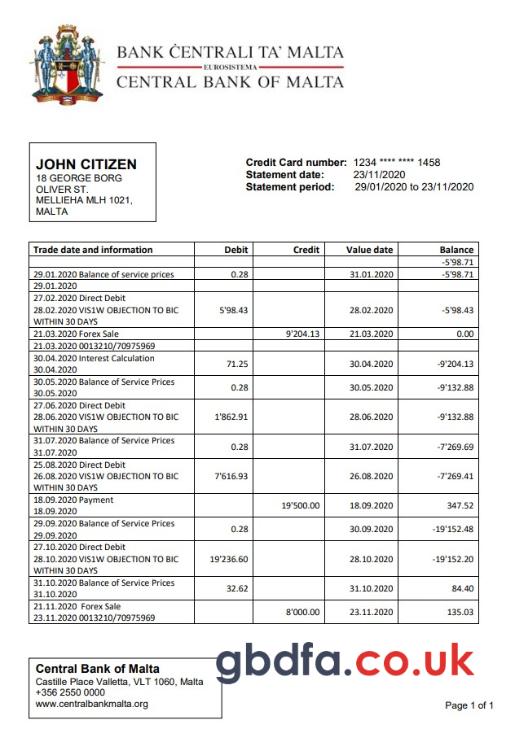 BANK ĊENTRALI TA' MALTA
EUROSISTEMA
CENTRAL BANK OF MALTA
JOHN CITIZEN
18 GEORGE BORG
OLIVER ST.
MELLIEHA MLH 1021,
MALTA
Credit Card number: 1234 **** **** 1458
Statement date: 23/11/2020
Statement period: 29/01/2020 to 23/11/2020
Trade date and information Debit Credit Value date Balance
-5'98.71
29.01.2020 Balance of service prices 0.28 31.01.2020 -5'98.71
29.01.2020
27.02.2020 Direct Debit
28.02.2020 VIS1W OBJECTION TO BIC 5'98.43 28.02.2020 -5'98.43
WITHIN 30 DAYS
21.03.2020 Forex Sale 9'204.13 21.03.2020 0.00
21.03.2020 0013210/70975969
30.04.2020 Interest Calculation
30.04.2020 71.25 30.04.2020 -9'204.13
30.05.2020 Balance of Service Prices
30.05.2020 0.28 30.05.2020 -9'132.88
27.06.2020 Direct Debit
28.06.2020 VIS1W OBJECTION TO BIC 1'862.91 28.06.2020 -9'132.88
WITHIN 30 DAYS
31.07.2020 Balance of Service Prices
31.07.2020 0.28 31.07.2020 -7'269.69
25.08.2020 Direct Debit
26.08.2020 VIS1W OBJECTION TO BIC 7'616.93 26.08.2020 -7'269.41
WITHIN 30 DAYS
18.09.2020 Payment
18.09.2020 19'500.00 18.09.2020 347.52
29.09.2020 Balance of Service Prices
29.09.2020 0.28 30.09.2020 -19'152.48
27.10.2020 Direct Debit
28.10.2020 VIS1W OBJECTION TO BIC 19'236.60 28.10.2020 -19'152.20
WITHIN 30 DAYS
31.10.2020 Balance of Service Prices
31.10.2020 32.62 31.10.2020 84.40
21.11.2020 Forex Sale
23.11.2020 0013210/70975969 8'000.00 23.11.2020 135.03
gbdfa.co.uk
Central Bank of Malta
Castille Place Valletta, VLT 1060, Malta
+356 2550 0000
www.centralbankmalta.org
Page 1 of 1